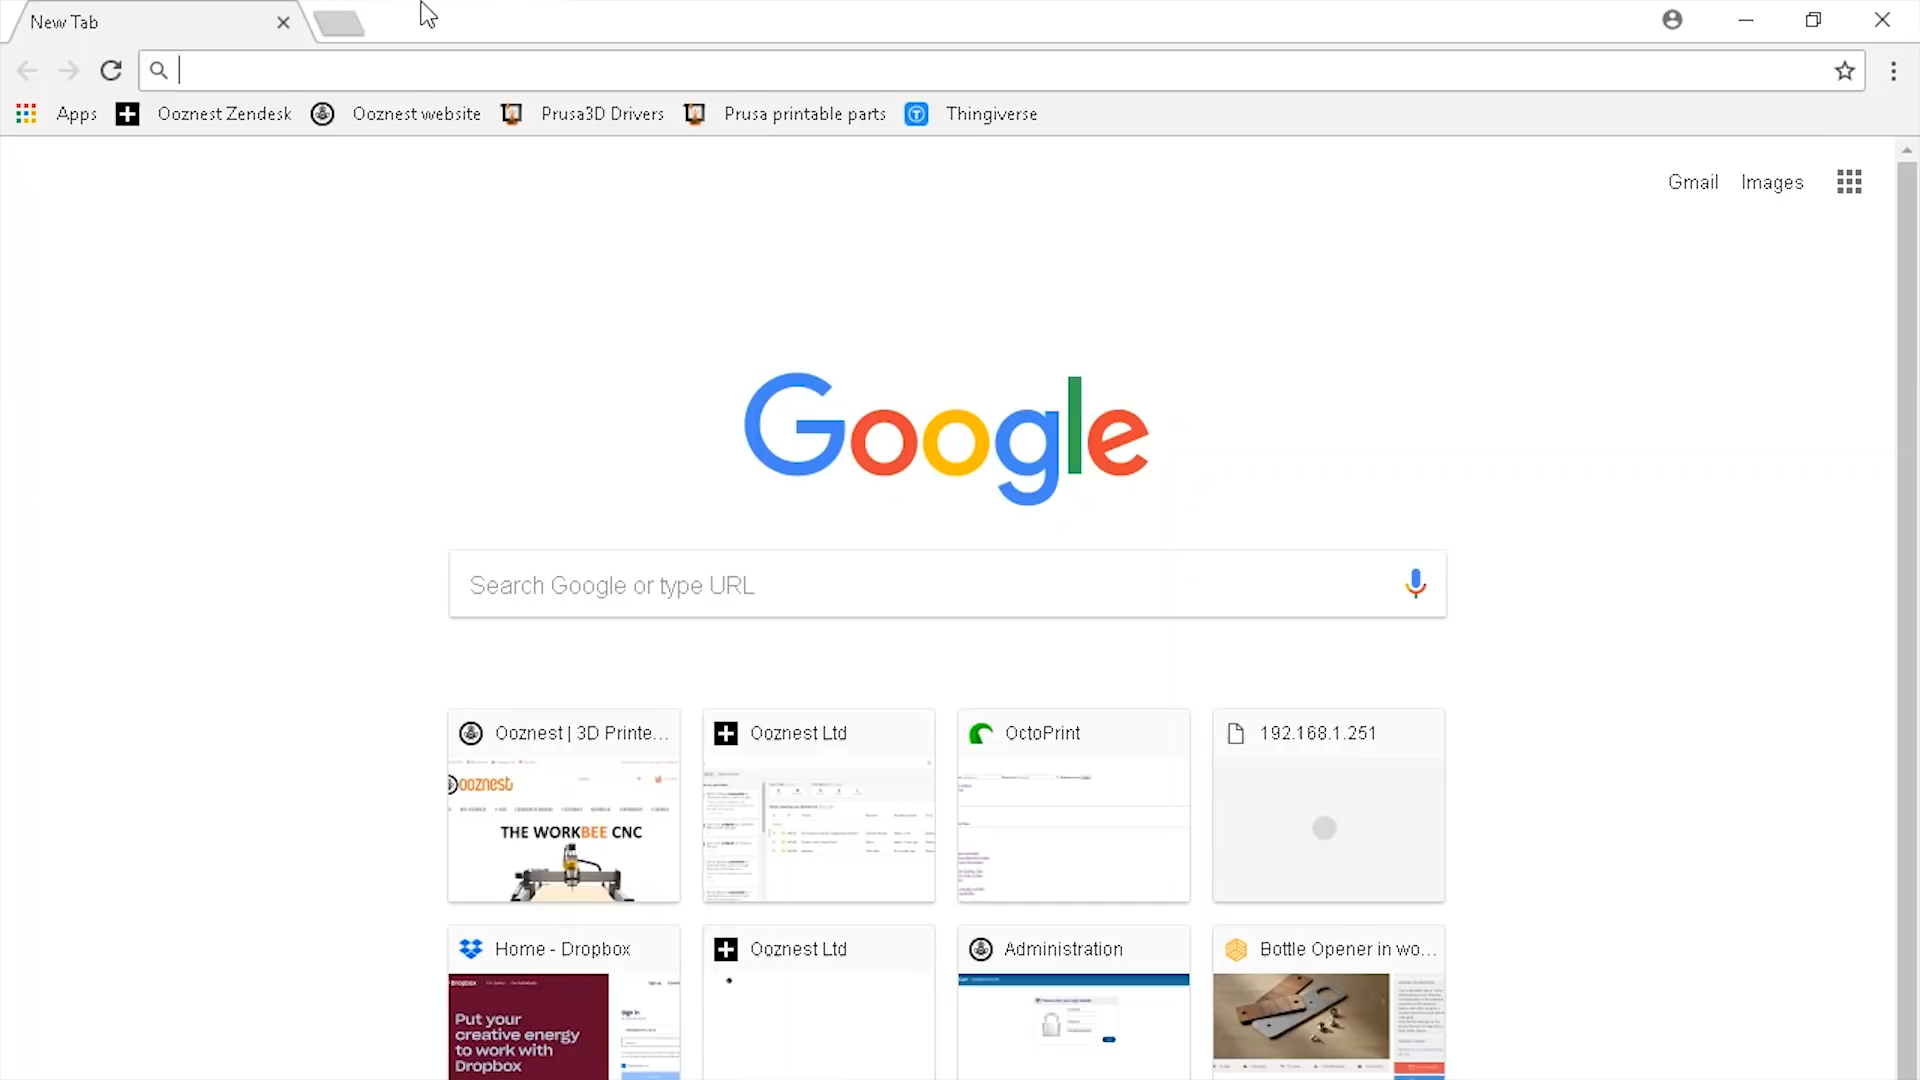 New Tab
Apps Ooznest Zendesk Ooznest website Prusa3D Drivers Prusa printable parts Thingiverse
Gmail Images
Google
Search Google or type URL
Ooznest | 3D Printe... Ooznest Ltd OctoPrint 192.168.1.251
ooznest
THE WORKBEE CNC
Home - Dropbox Ooznest Ltd Administration Bottle Opener in wo...
Dropbox
Sign in
Put your
creative energy
to work with
Dropbox